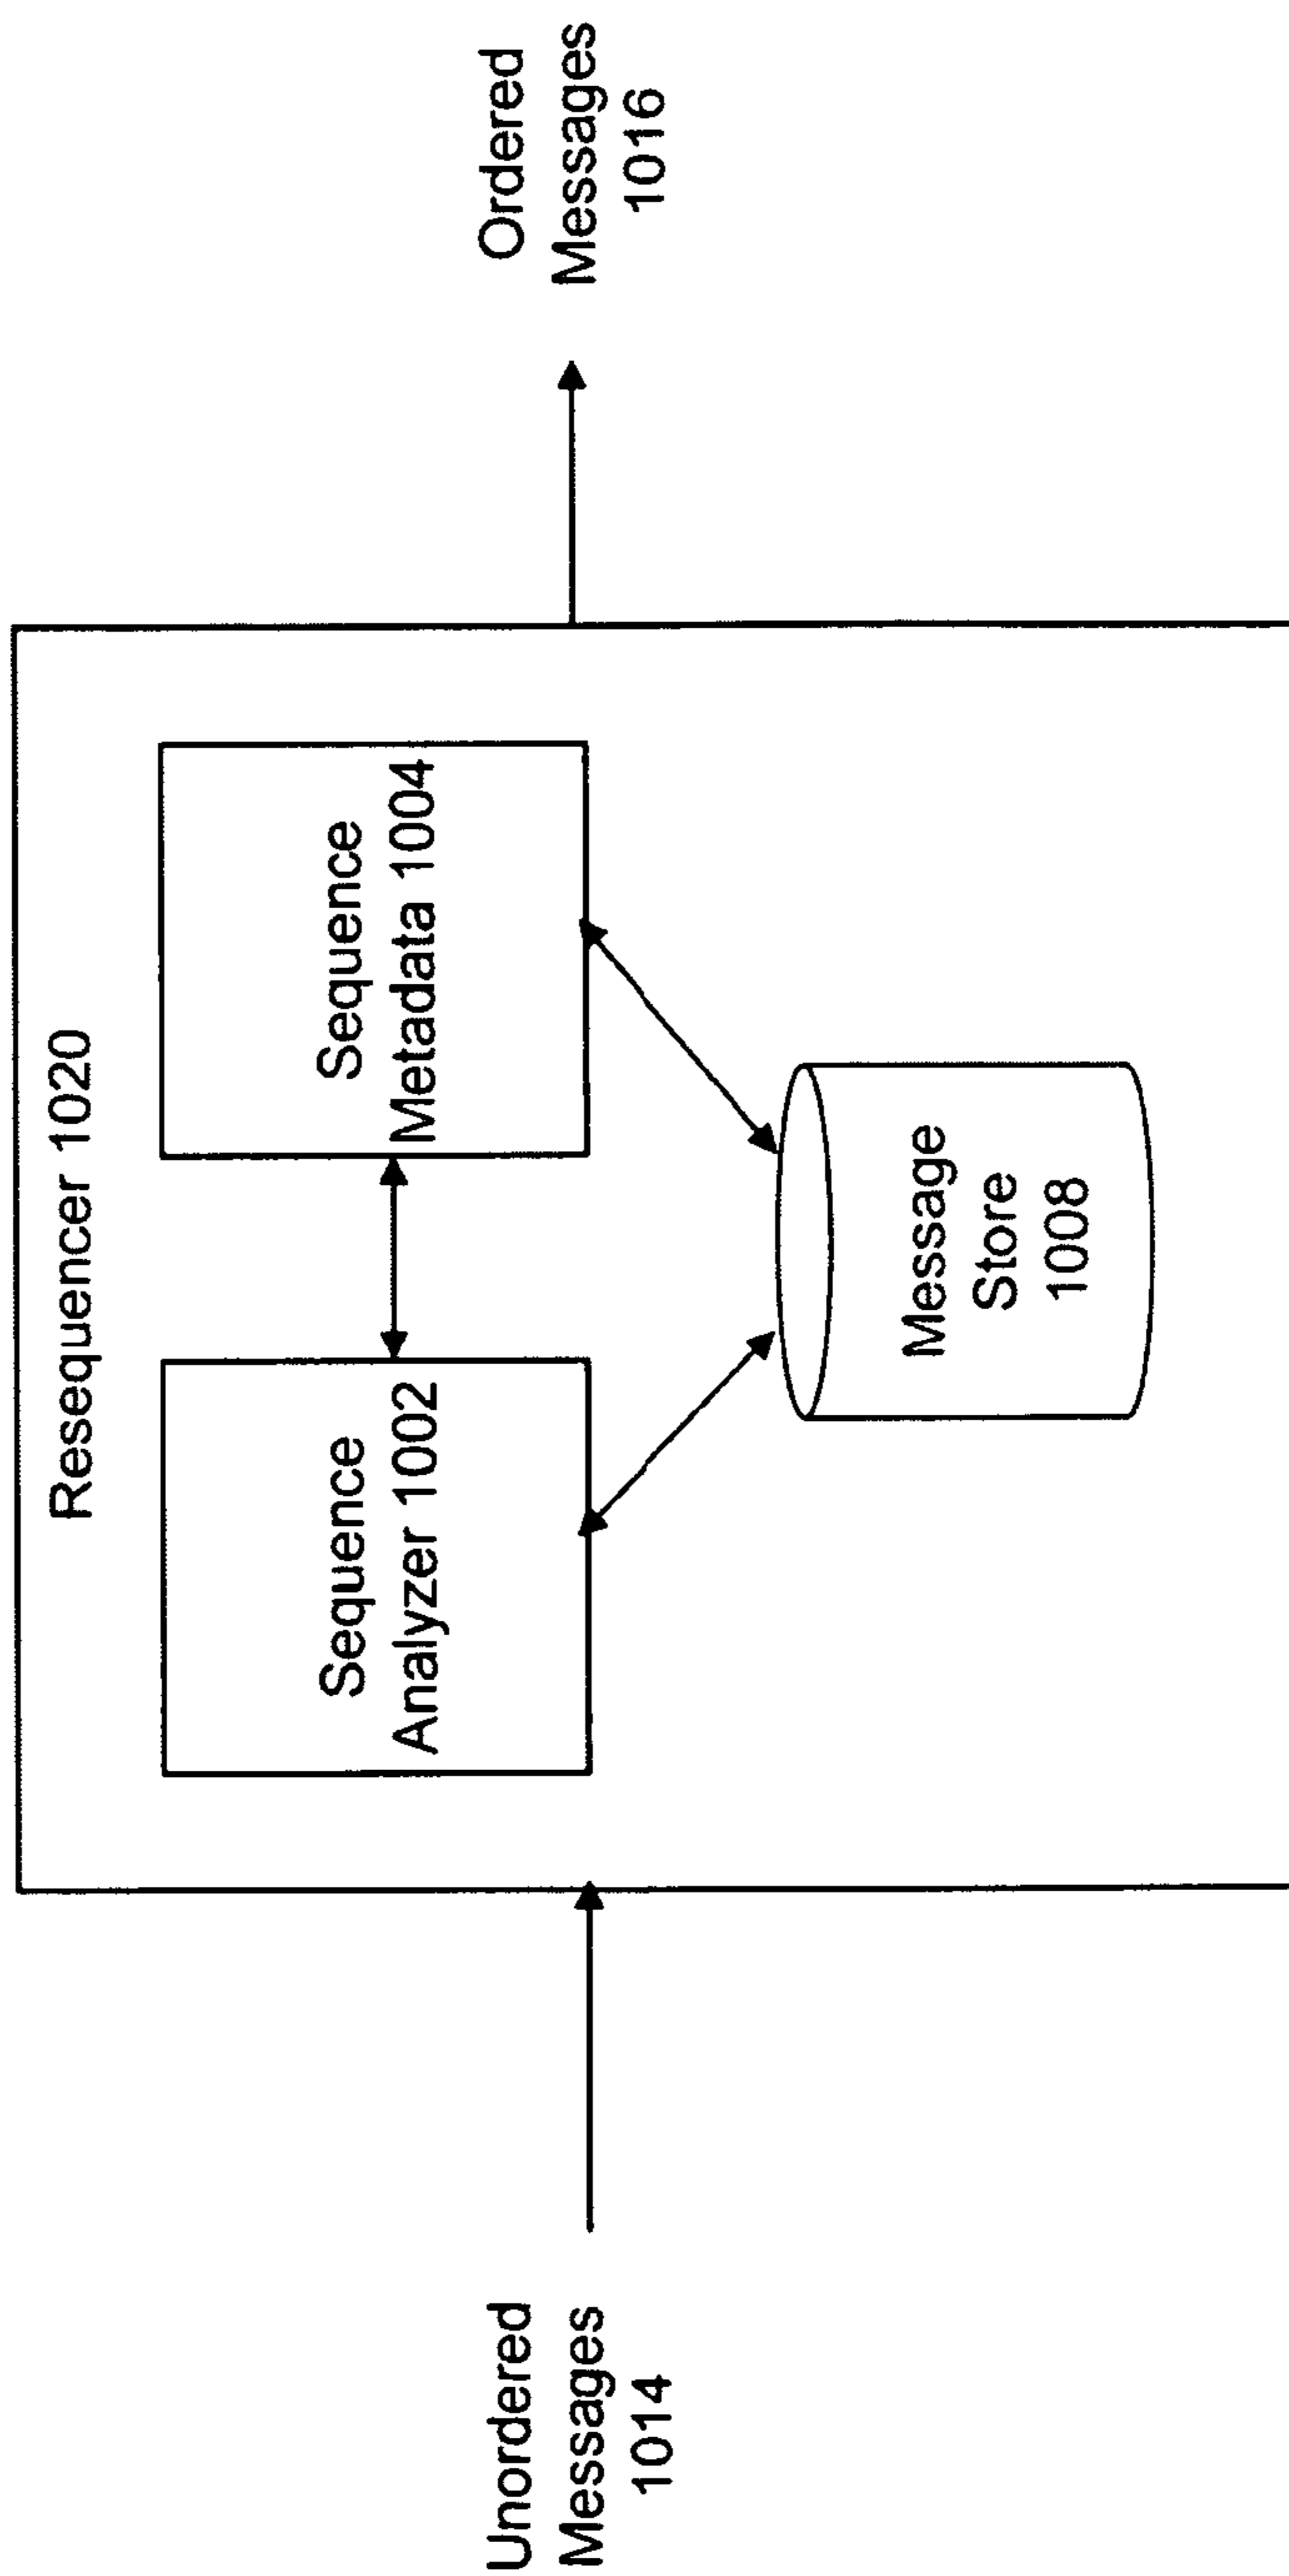 Resequencer 1020
Unordered
Messages
1014
Sequence
Analyzer 1002
Sequence
Metadata 1004
Message
Store
1008
Ordered
Messages
1016